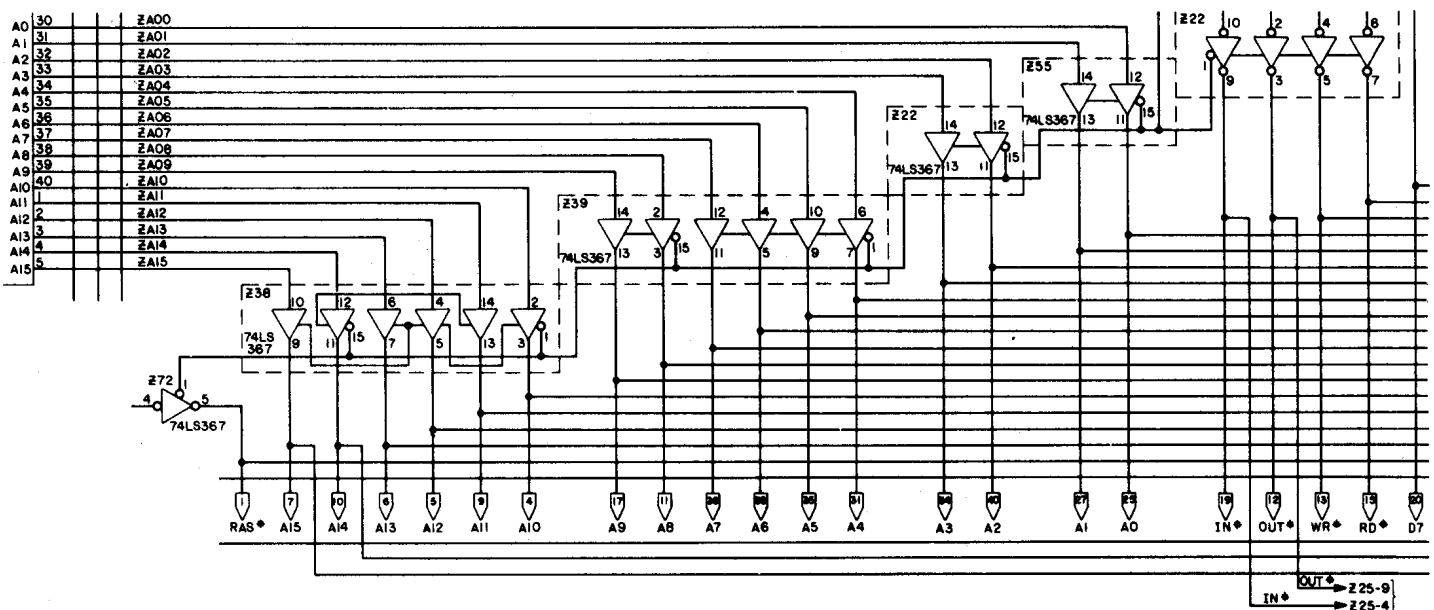 A0 30 ZA00
A1 31 ZA01
A2 32 ZA02
A3 33 ZA03
A4 34 ZA04
A5 35 ZA05
A6 36 ZA06
A7 37 ZA07
A8 38 ZA08
A9 39 ZA09
A10 40 ZA10
A11 1 ZA11
A12 2 ZA12
A13 3 ZA13
A14 4 ZA14
A15 5 ZA15
Z22
10 2 4 6
1
9 3 5 7
Z55
14 12
15
74LS367 13 11
Z22
14 12
15
74LS367 13 11
Z39
14 2 12 4 10 6
15 1
74LS367 13 3 11 5 9 7
Z38
10 12 6 4 14 2
15 1
74LS
367
9 11 7 5 13 3
Z72
1
4 5
74LS367
1 7 10 6 5 9 4 17 11 31 40 27 25 19 12 13 15 20
RAS* A15 A14 A13 A12 A11 A10 A9 A8 A7 A6 A5 A4 A3 A2 A1 A0 IN* OUT* WR* RD* D7
OUT* Z25-9
IN* Z25-4